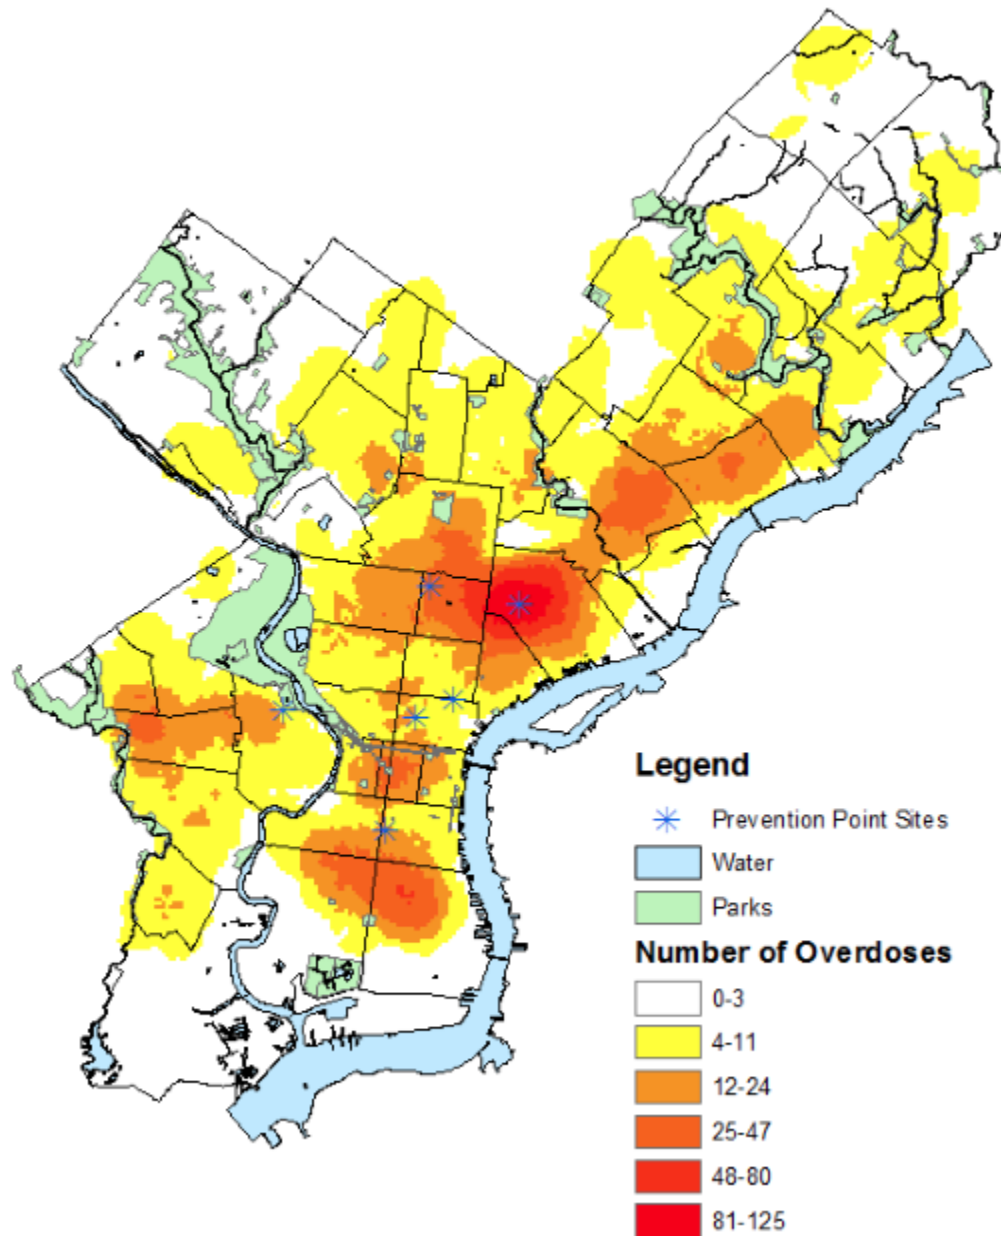 Legend
Prevention Point Sites
Water
Parks
Number of Overdoses
0-3
4-11
12-24
25-47
48-80
81-125